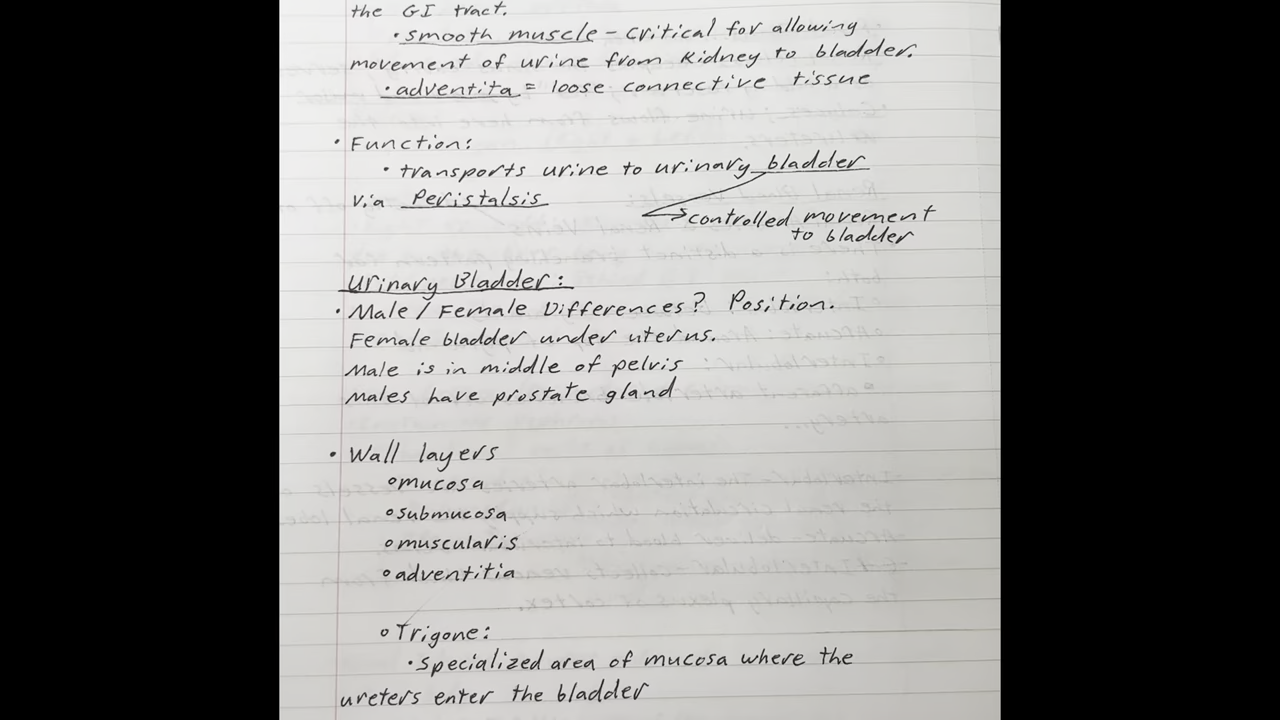 the GI tract.
• smooth muscle – critical for allowing
movement of urine from kidney to bladder.
• adventita = loose connective tissue
• Function:
• transports urine to urinary bladder
via Peristalsis
controlled movement
to bladder
Urinary Bladder:
• Male / Female Differences? Position.
Female bladder under uterus.
Male is in middle of pelvis
Males have prostate gland
• Wall layers
○ mucosa
○ submucosa
○ muscularis
○ adventitia
○ Trigone:
• specialized area of mucosa where the
ureters enter the bladder